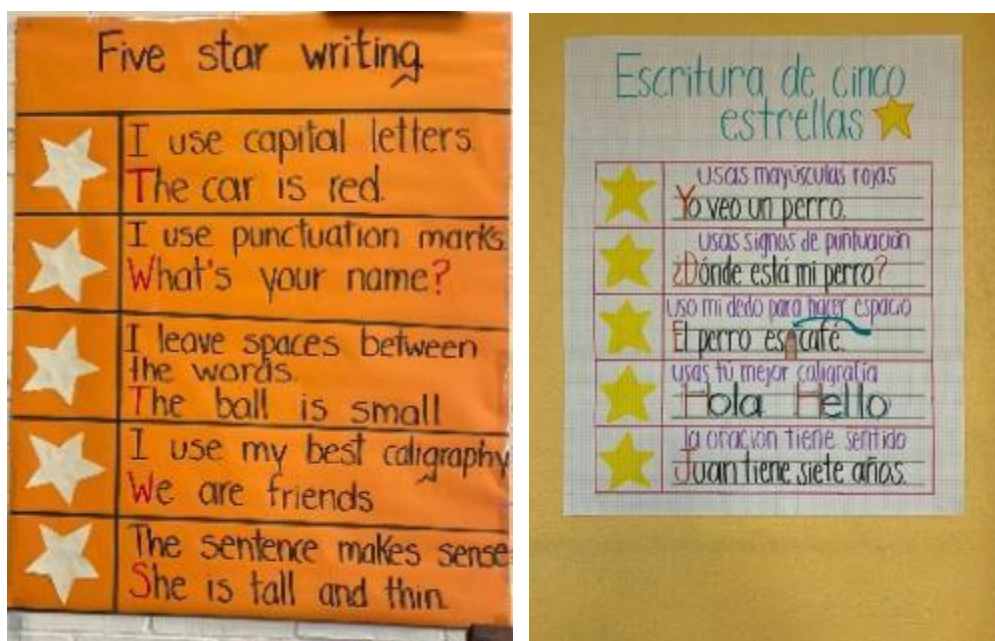 Five star writing
I use capital letters.
The car is red.
I use punctuation marks.
What's your name?
I leave spaces between
the words.
The ball is small
I use my best caligraphy
We are friends
The sentence makes sense
She is tall and thin.
Escritura de cinco
estrellas
usas mayúsculas rojas
Yo veo un perro.
usas signos de puntuación
¿Dónde está mi perro?
uso mi dedo para hacer espacio
El perro es café.
usas tú mejor caligrafía
Hola Hello
la oración tiene sentido
Juan tiene siete años.